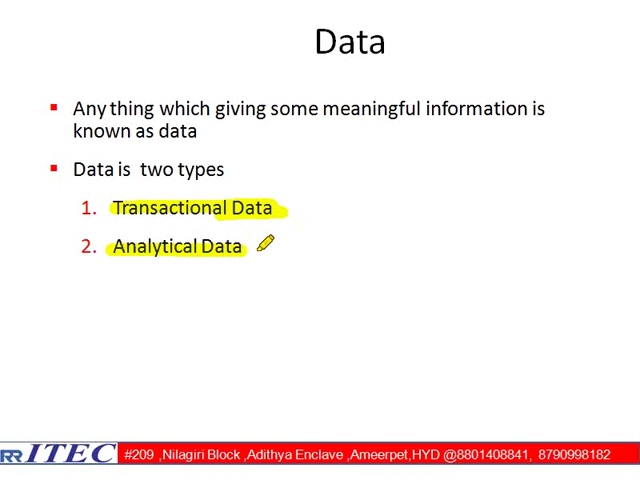 Data
Any thing which giving some meaningful information is
known as data
Data is two types
1. Transactional Data
2. Analytical Data
RR ITEC #209 ,Nilagiri Block ,Adithya Enclave ,Ameerpet,HYD @8801408841, 8790998182